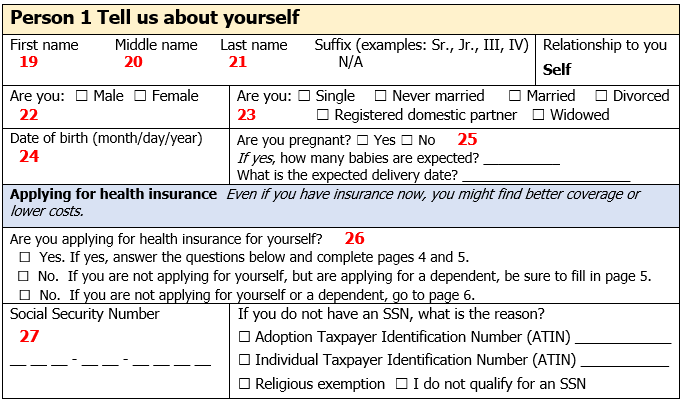 Person 1 Tell us about yourself
First name Middle name Last name Suffix (examples: Sr., Jr., III, IV) Relationship to you
19 20 21 N/A Self
Are you: ☐ Male ☐ Female Are you: ☐ Single ☐ Never married ☐ Married ☐ Divorced
22 23 ☐ Registered domestic partner ☐ Widowed
Date of birth (month/day/year) Are you pregnant? ☐ Yes ☐ No 25
24 If yes, how many babies are expected? __________
What is the expected delivery date? ______________________
Applying for health insurance Even if you have insurance now, you might find better coverage or
lower costs.
Are you applying for health insurance for yourself? 26
☐ Yes. If yes, answer the questions below and complete pages 4 and 5.
☐ No. If you are not applying for yourself, but are applying for a dependent, be sure to fill in page 5.
☐ No. If you are not applying for yourself or a dependent, go to page 6.
Social Security Number If you do not have an SSN, what is the reason?
27 ☐ Adoption Taxpayer Identification Number (ATIN) ____________
__ __ __ - __ __ - __ __ __ __ ☐ Individual Taxpayer Identification Number (ATIN) ___________
☐ Religious exemption ☐ I do not qualify for an SSN